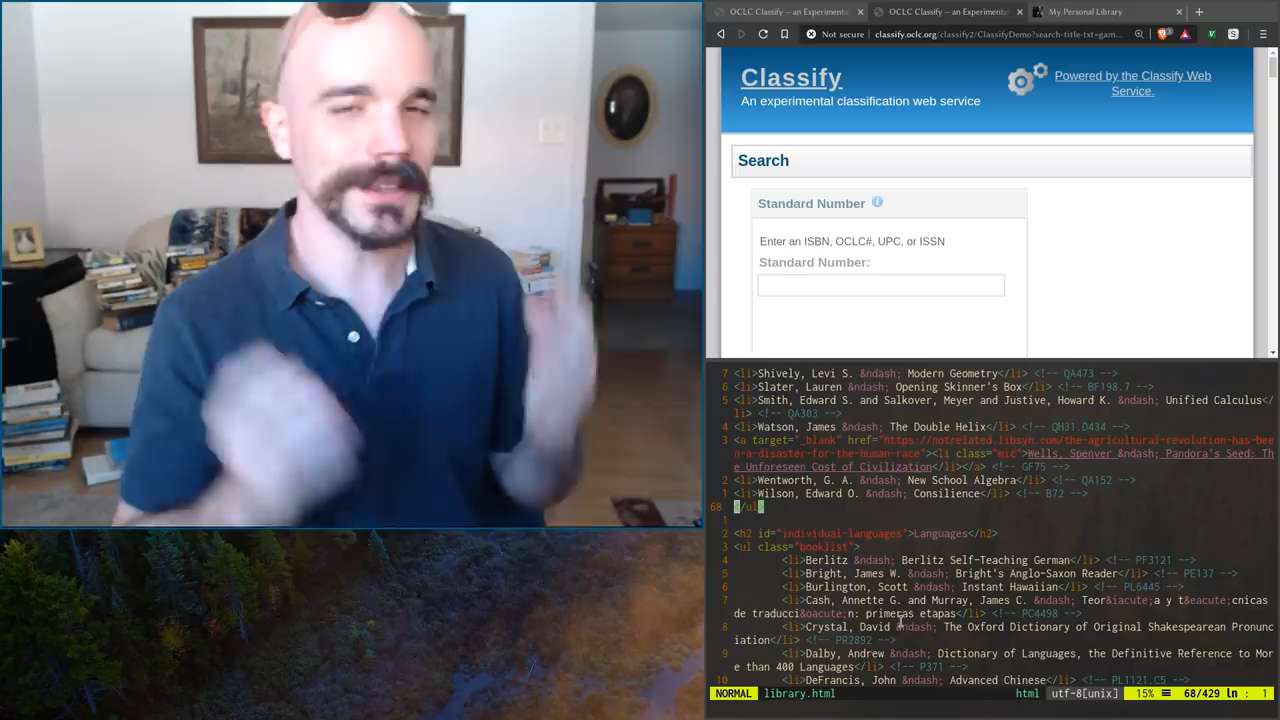 OCLC Classify -- an Experimenta
OCLC Classify -- an Experimenta
My Personal Library
Not secure
classify.oclc.org/classify2/ClassifyDemo?search-title-txt=gam...
Classify
An experimental classification web service
Powered by the Classify Web
Service.
Search
Standard Number
Enter an ISBN, OCLC#, UPC, or ISSN
Standard Number:
7 <li>Shively, Levi S. &ndash; Modern Geometry</li> <!-- QA473 -->
6 <li>Slater, Lauren &ndash; Opening Skinner's Box</li> <!-- BF198.7 -->
5 <li>Smith, Edward S. and Salkover, Meyer and Justive, Howard K. &ndash; Unified Calculus</
li> <!-- QA303 -->
4 <li>Watson, James &ndash; The Double Helix</li> <!-- QH31.D434 -->
3 <a target="_blank" href="https://notrelated.libsyn.com/the-agricultural-revolution-has-bee
n-a-disaster-for-the-human-race"><li class="mic">Wells, Spenver &ndash; Pandora's Seed: Th
e Unforeseen Cost of Civilization</li></a> <!-- GF75 -->
2 <li>Wentworth, G. A. &ndash; New School Algebra</li> <!-- QA152 -->
1 <li>Wilson, Edward O. &ndash; Consilience</li> <!-- B72 -->
68 </ul>
1
2 <h2 id="individual-languages">Languages</h2>
3 <ul class="booklist">
4 <li>Berlitz &ndash; Berlitz Self-Teaching German</li> <!-- PF3121 -->
5 <li>Bright, James W. &ndash; Bright's Anglo-Saxon Reader</li> <!-- PE137 -->
6 <li>Burlington, Scott &ndash; Instant Hawaiian</li> <!-- PL6445 -->
7 <li>Cash, Annette G. and Murray, James C. &ndash; Teor&iacute;a y t&eacute;cnicas
de traducci&oacute;n: primeras etapas</li> <!-- PC4498 -->
8 <li>Crystal, David &ndash; The Oxford Dictionary of Original Shakespearean Pronunc
iation</li> <!-- PR2892 -->
9 <li>Dalby, Andrew &ndash; Dictionary of Languages, the Definitive Reference to Mor
e than 400 Languages</li> <!-- P371 -->
10 <li>DeFrancis, John &ndash; Advanced Chinese</li> <!-- PL1121.C5 -->
NORMAL library.html html utf-8[unix] 15% ≡ 68/429 ln : 1